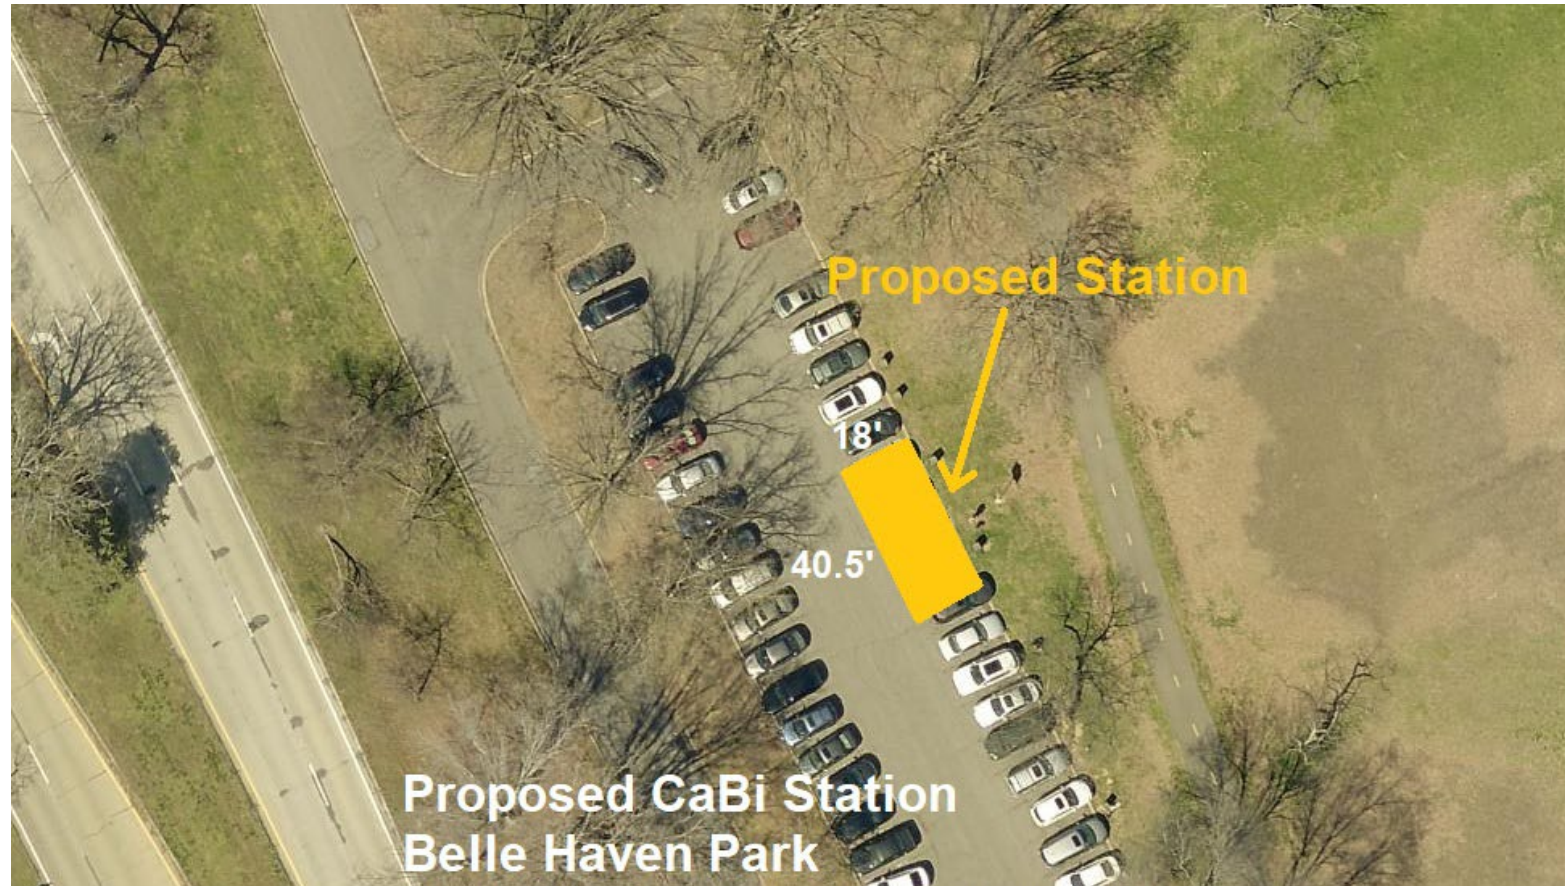 Proposed Station
18'
40.5'
Proposed CaBi Station
Belle Haven Park